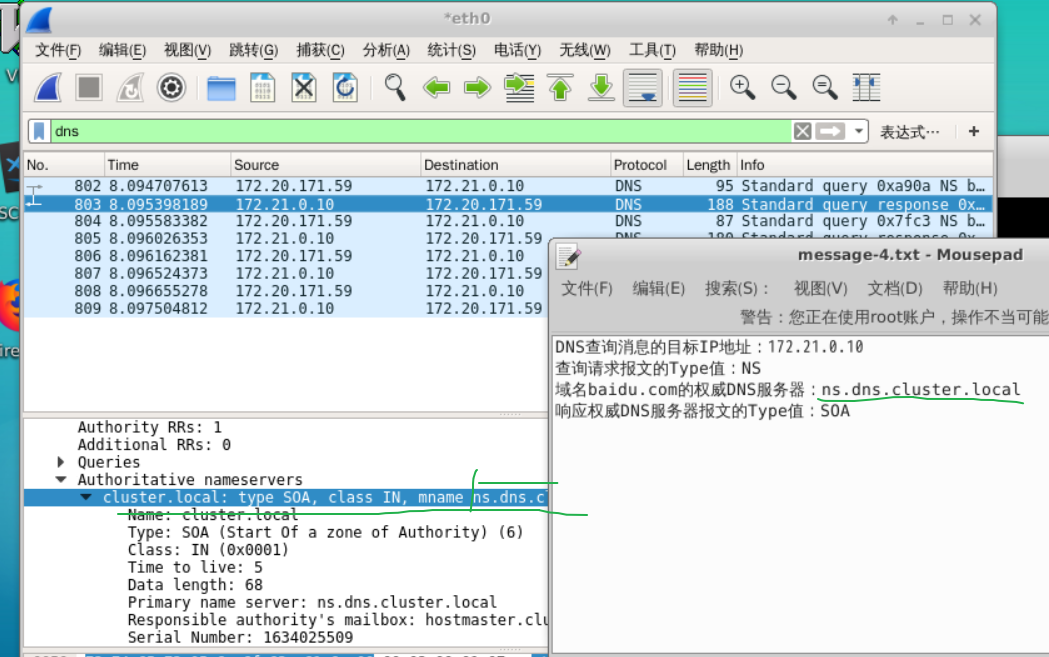 *eth0
文件(F) 编辑(E) 视图(V) 跳转(G) 捕获(C) 分析(A) 统计(S) 电话(Y) 无线(W) 工具(T) 帮助(H)
dns 表达式…
No. Time Source Destination Protocol Length Info
802 8.094707613 172.20.171.59 172.21.0.10 DNS 95 Standard query 0xa90a NS b…
803 8.095398189 172.21.0.10 172.20.171.59 DNS 188 Standard query response 0x…
804 8.095583382 172.20.171.59 172.21.0.10 DNS 87 Standard query 0x7fc3 NS b…
805 8.096026353 172.21.0.10 172.20.171.59 DNS 180 Standard query response 0x…
806 8.096162381 172.20.171.59 172.21.0.10
807 8.096524373 172.21.0.10 172.20.171.59
808 8.096655278 172.20.171.59 172.21.0.10
809 8.097504812 172.21.0.10 172.20.171.59
message-4.txt - Mousepad
文件(F) 编辑(E) 搜索(S)： 视图(V) 文档(D) 帮助(H)
警告：您正在使用root账户，操作不当可能
DNS查询消息的目标IP地址：172.21.0.10
查询请求报文的Type值：NS
域名baidu.com的权威DNS服务器：ns.dns.cluster.local
响应权威DNS服务器报文的Type值：SOA
Authority RRs: 1
Additional RRs: 0
Queries
Authoritative nameservers
cluster.local: type SOA, class IN, mname ns.dns.c
Name: cluster.local
Type: SOA (Start Of a zone of Authority) (6)
Class: IN (0x0001)
Time to live: 5
Data length: 68
Primary name server: ns.dns.cluster.local
Responsible authority's mailbox: hostmaster.clu
Serial Number: 1634025509